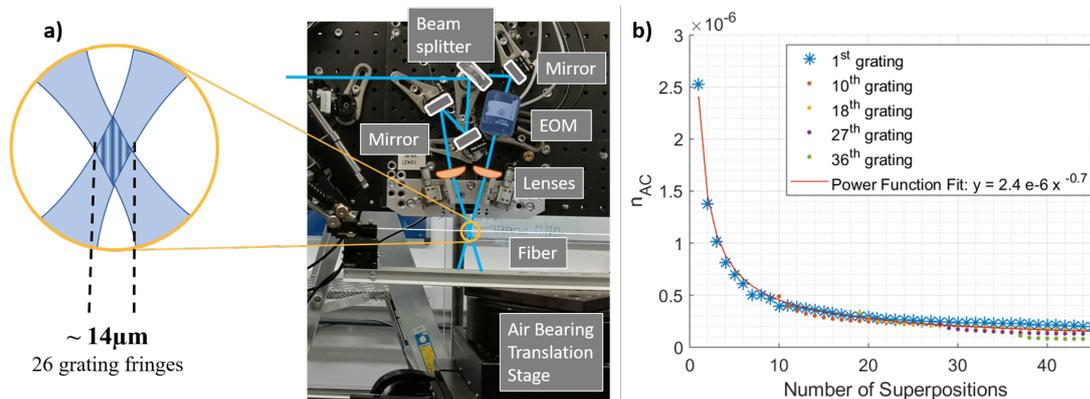 a)
~ 14µm
26 grating fringes
Beam
splitter
Mirror
EOM
Mirror
Lenses
Fiber
Air Bearing
Translation
Stage
b)
×10⁻⁶
3
2.5
2
1.5
1
0.5
0
n_AC
0 10 20 30 40
Number of Superpositions
1st grating
10th grating
18th grating
27th grating
36th grating
Power Function Fit: y = 2.4 e-6 x ^-0.7